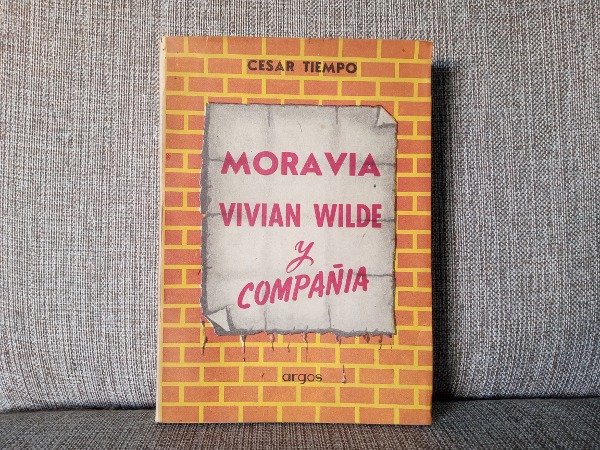 CESAR TIEMPO
MORAVIA
VIVIAN WILDE
y
COMPAÑIA
argos